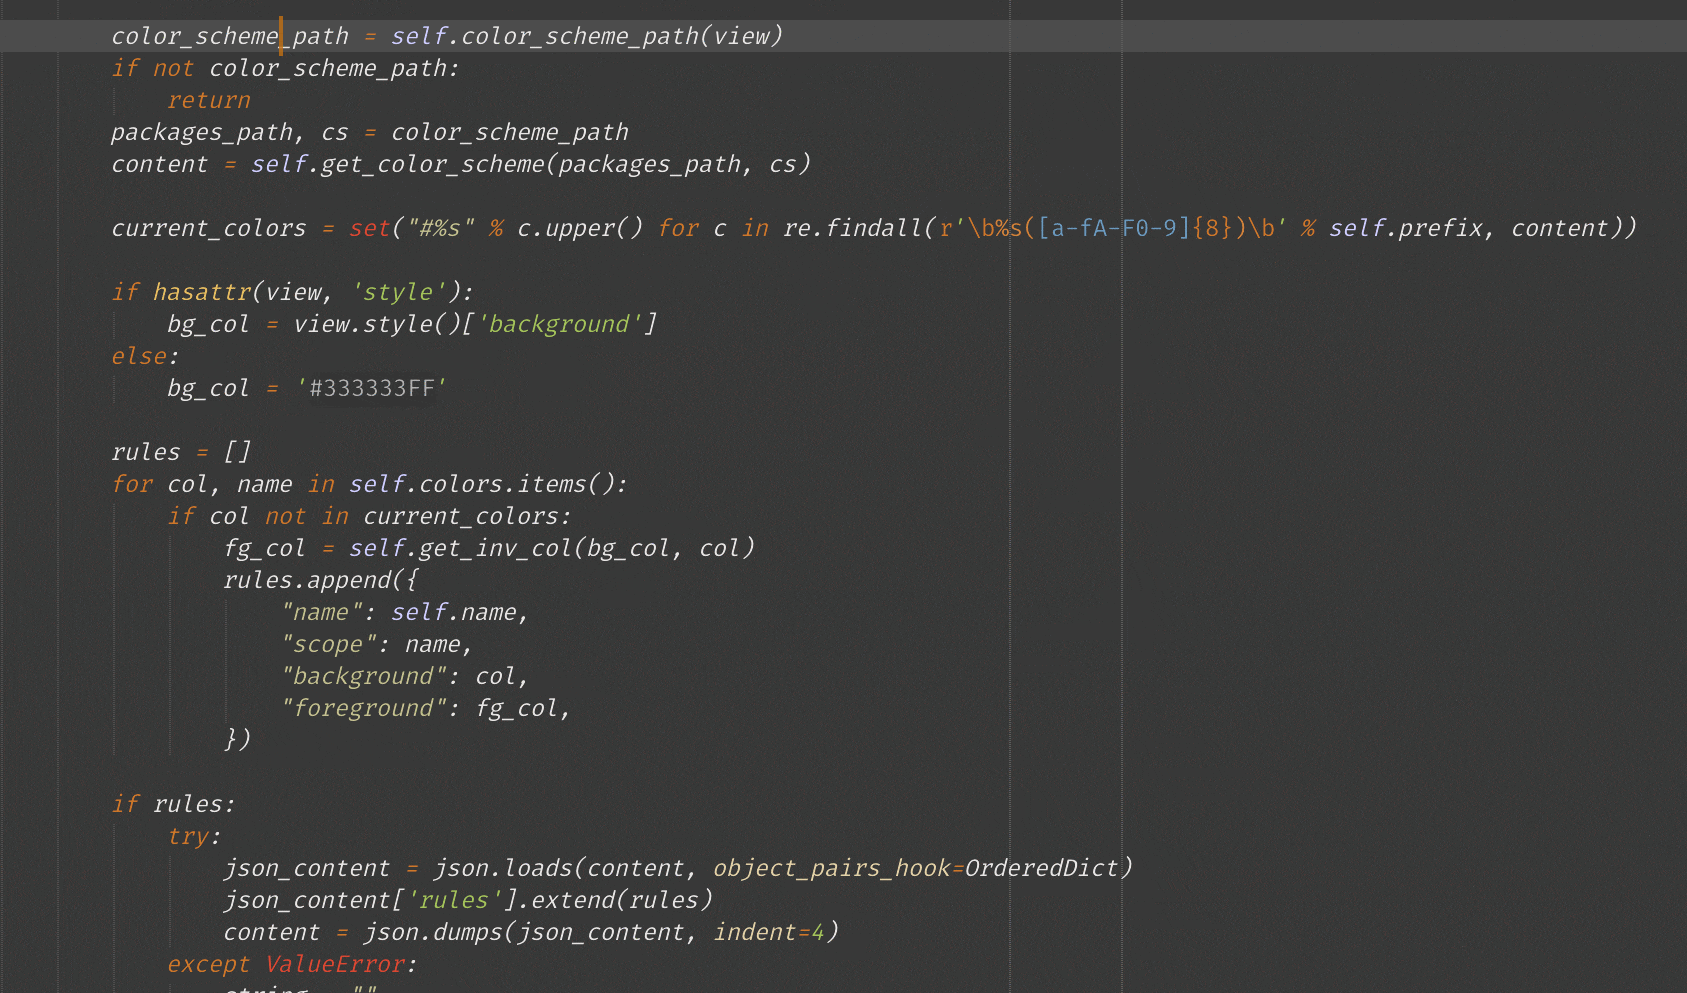 color_scheme_path = self.color_scheme_path(view)
if not color_scheme_path:
return
packages_path, cs = color_scheme_path
content = self.get_color_scheme(packages_path, cs)
current_colors = set("#%s" % c.upper() for c in re.findall(r'\b%s([a-fA-F0-9]{8})\b' % self.prefix, content))
if hasattr(view, 'style'):
bg_col = view.style()['background']
else:
bg_col = '#333333FF'
rules = []
for col, name in self.colors.items():
if col not in current_colors:
fg_col = self.get_inv_col(bg_col, col)
rules.append({
"name": self.name,
"scope": name,
"background": col,
"foreground": fg_col,
})
if rules:
try:
json_content = json.loads(content, object_pairs_hook=OrderedDict)
json_content['rules'].extend(rules)
content = json.dumps(json_content, indent=4)
except ValueError: